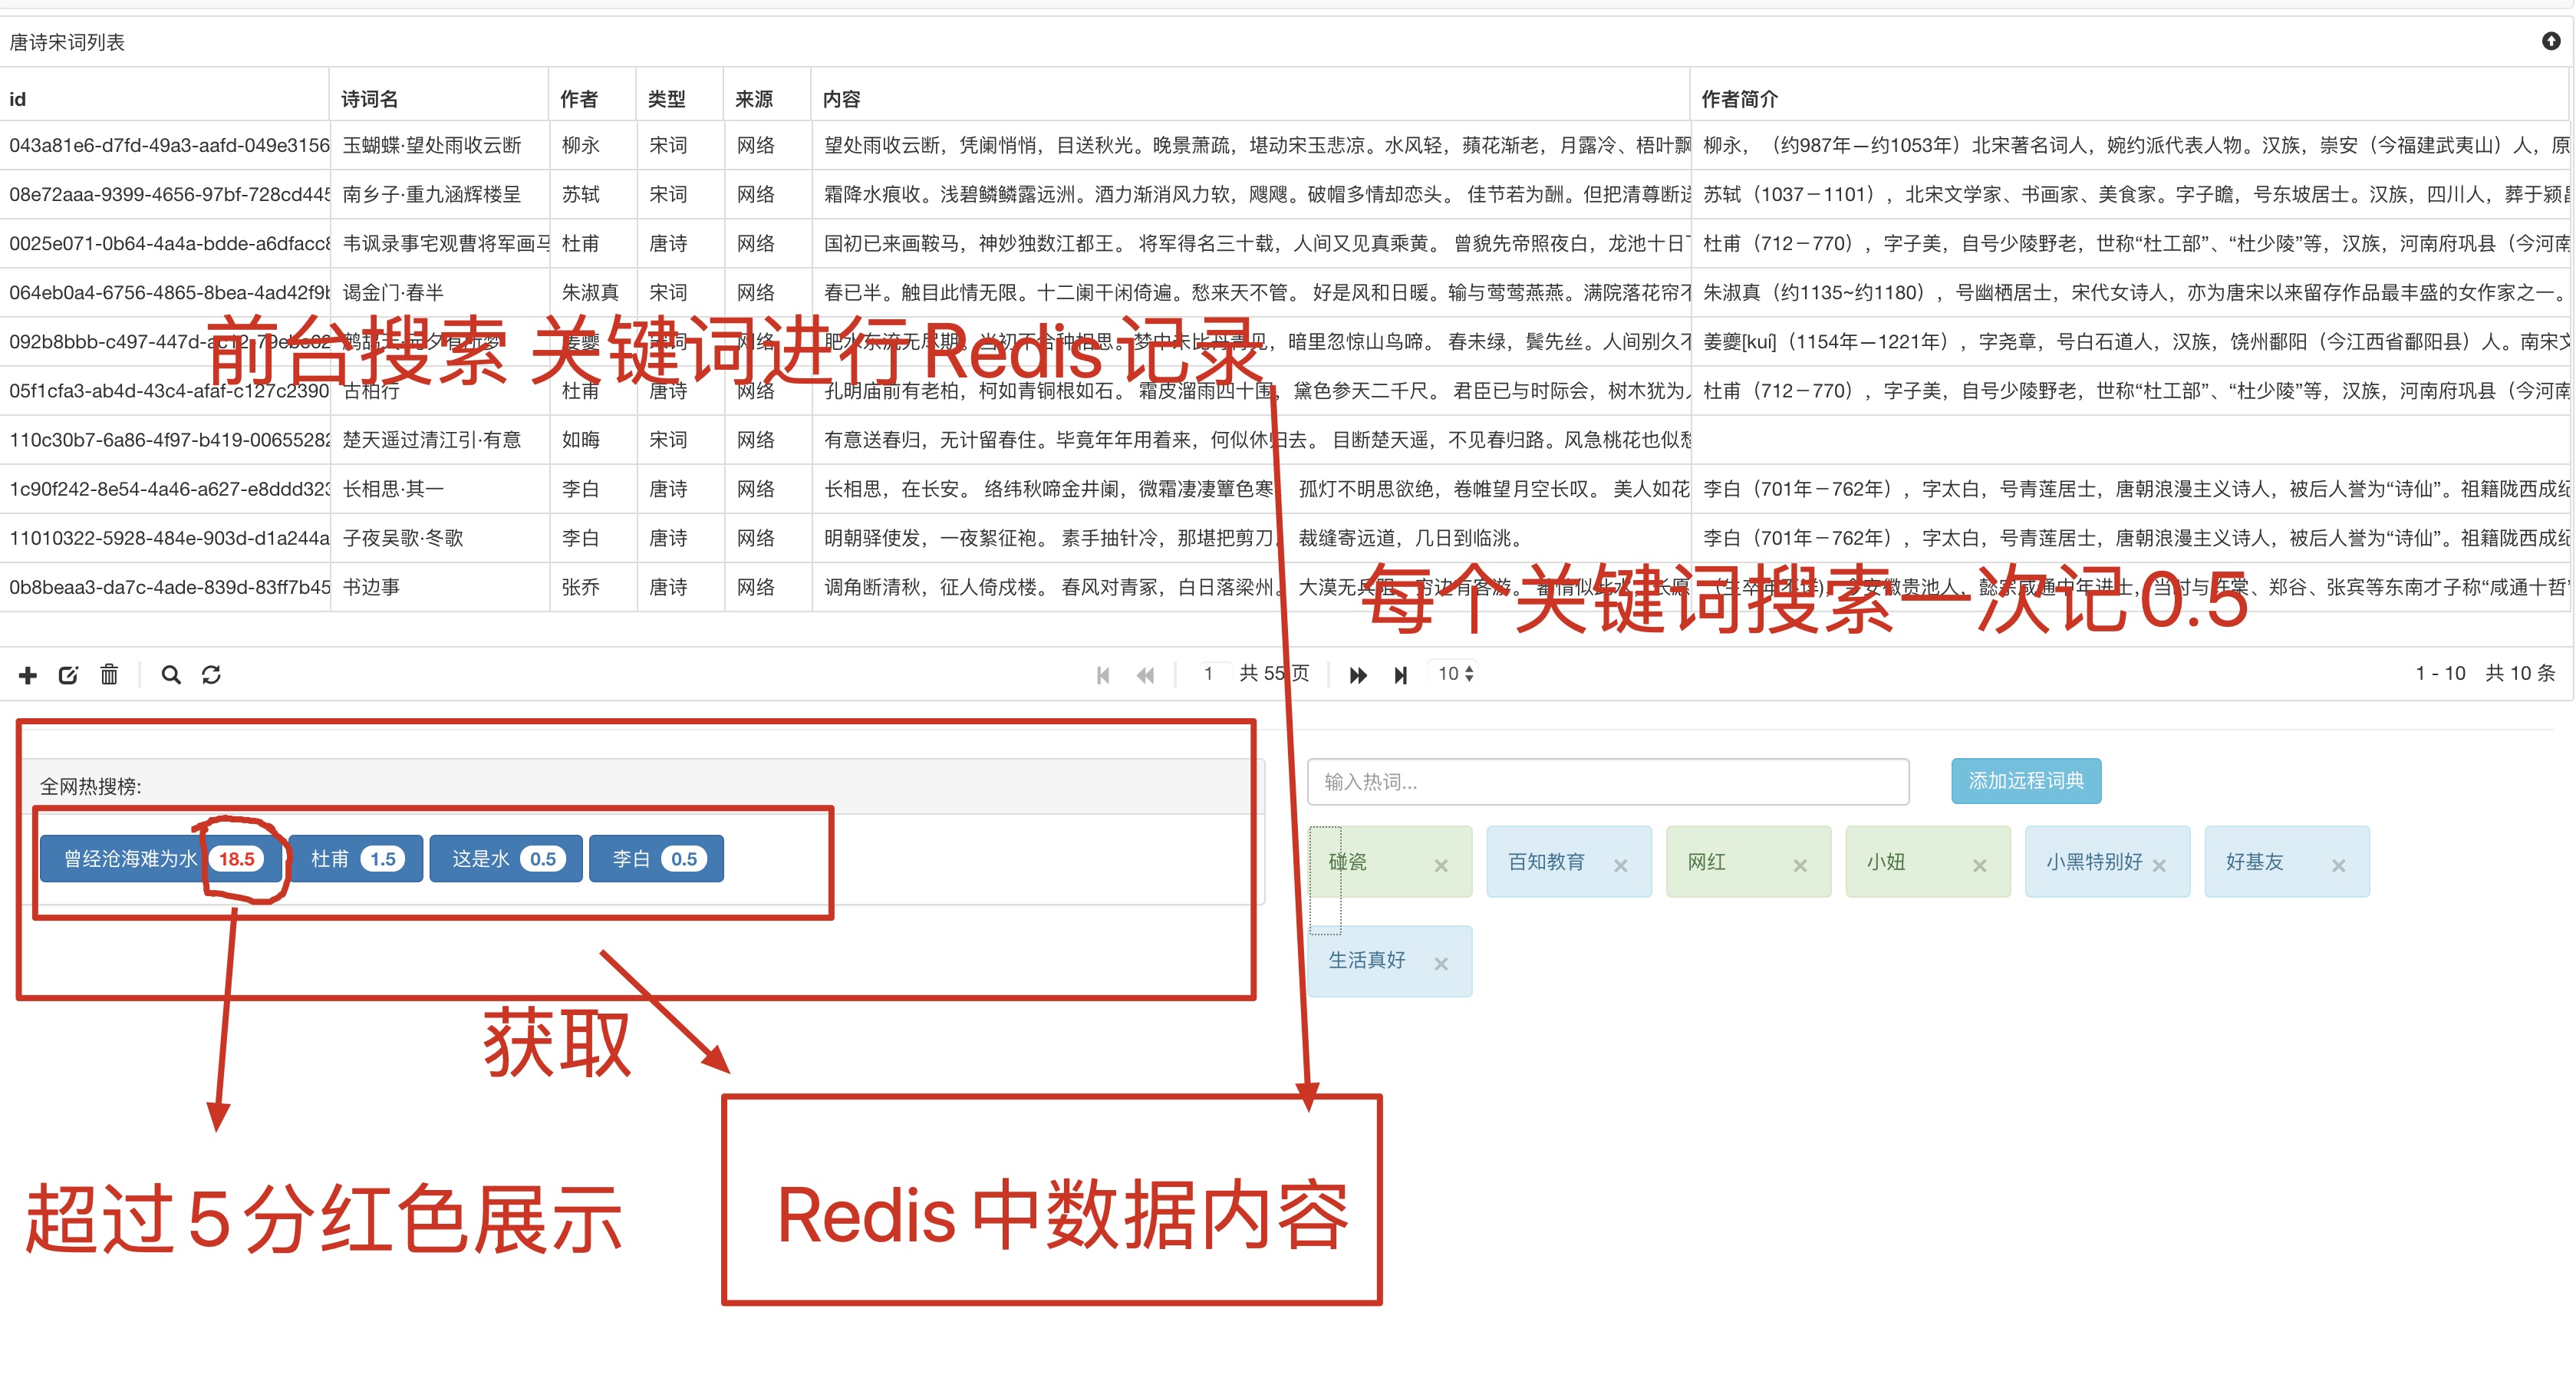 唐诗宋词列表
id 诗词名 作者 类型 来源 内容 作者简介
043a81e6-d7fd-49a3-aafd-049e3156 玉蝴蝶·望处雨收云断 柳永 宋词 网络 望处雨收云断，凭阑悄悄，目送秋光。晚景萧疏，堪动宋玉悲凉。水风轻，蘋花渐老，月露冷、梧叶飘 柳永，（约987年—约1053年）北宋著名词人，婉约派代表人物。汉族，崇安（今福建武夷山）人，原
08e72aaa-9399-4656-97bf-728cd445 南乡子·重九涵辉楼呈 苏轼 宋词 网络 霜降水痕收。浅碧鳞鳞露远洲。酒力渐消风力软，飕飕。破帽多情却恋头。 佳节若为酬。但把清尊断送 苏轼（1037－1101），北宋文学家、书画家、美食家。字子瞻，号东坡居士。汉族，四川人，葬于颍昌
0025e071-0b64-4a4a-bdde-a6dfacc8 韦讽录事宅观曹将军画马 杜甫 唐诗 网络 国初已来画鞍马，神妙独数江都王。 将军得名三十载，人间又见真乘黄。 曾貌先帝照夜白，龙池十日 杜甫（712－770），字子美，自号少陵野老，世称“杜工部”、“杜少陵”等，汉族，河南府巩县（今河南
064eb0a4-6756-4865-8bea-4ad42f9b 谒金门·春半 朱淑真 宋词 网络 春已半。触目此情无限。十二阑干闲倚遍。愁来天不管。 好是风和日暖。输与莺莺燕燕。满院落花帘不 朱淑真（约1135~约1180），号幽栖居士，宋代女诗人，亦为唐宋以来留存作品最丰盛的女作家之一。
前台搜索 关键词进行 Redis 记录
092b8bbb-c497-447d-ac12-79e 鹧鸪天·元夕有所梦 姜夔 宋词 网络 肥水东流无尽期。当初不合种相思。梦中未比丹青见，暗里忽惊山鸟啼。 春未绿，鬓先丝。人间别久不 姜夔[kuí]（1154年—1221年），字尧章，号白石道人，汉族，饶州鄱阳（今江西省鄱阳县）人。南宋文
05f1cfa3-ab4d-43c4-afaf-c127c2390 古柏行 杜甫 唐诗 网络 孔明庙前有老柏，柯如青铜根如石。 霜皮溜雨四十围，黛色参天二千尺。 君臣已与时际会，树木犹为人 杜甫（712－770），字子美，自号少陵野老，世称“杜工部”、“杜少陵”等，汉族，河南府巩县（今河南
110c30b7-6a86-4f97-b419-00655282 楚天遥过清江引·有意 如晦 宋词 网络 有意送春归，无计留春住。毕竟年年用着来，何似休归去。 目断楚天遥，不见春归路。风急桃花也似愁
1c90f242-8e54-4a46-a627-e8ddd323 长相思·其一 李白 唐诗 网络 长相思，在长安。 络纬秋啼金井阑，微霜凄凄簟色寒 孤灯不明思欲绝，卷帷望月空长叹。 美人如花 李白（701年－762年），字太白，号青莲居士，唐朝浪漫主义诗人，被后人誉为“诗仙”。祖籍陇西成纪
11010322-5928-484e-903d-d1a244a 子夜吴歌·冬歌 李白 唐诗 网络 明朝驿使发，一夜絮征袍。 素手抽针冷，那堪把剪刀 裁缝寄远道，几日到临洮。 李白（701年－762年），字太白，号青莲居士，唐朝浪漫主义诗人，被后人誉为“诗仙”。祖籍陇西成纪
0b8beaa3-da7c-4ade-839d-83ff7b45 书边事 张乔 唐诗 网络 调角断清秋，征人倚戍楼。 春风对青冢，白日落梁州。 大漠无兵阻，穷边有客游。 蕃情似此水，长愿 （生卒年不详），今安徽贵池人，懿宗咸通中年进士，当时与许棠、郑谷、张宾等东南才子称“咸通十哲”
每个关键词搜索一次记0.5
1 共 55 页 10 1 - 10 共 10 条
全网热搜榜:
曾经沧海难为水 18.5 杜甫 1.5 这是水 0.5 李白 0.5
输入热词... 添加远程词典
碰瓷 × 百知教育 × 网红 × 小妞 × 小黑特别好 × 好基友 ×
生活真好 ×
获取
超过5分红色展示
Redis 中数据内容